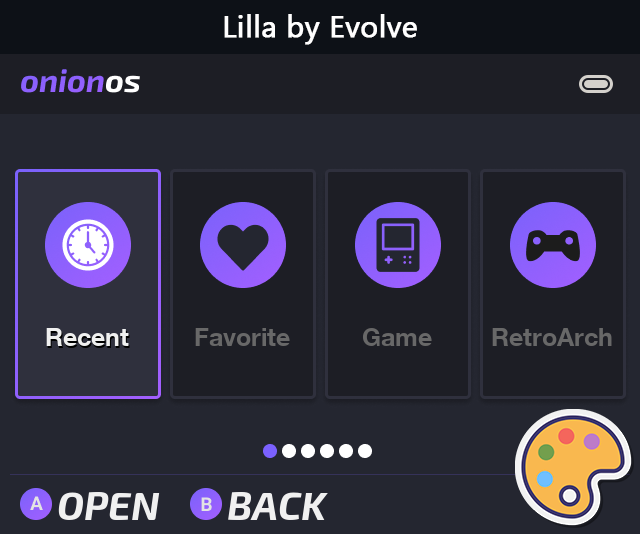 Lilla by Evolve
onionos
Recent Favorite Game RetroArch
A OPEN B BACK